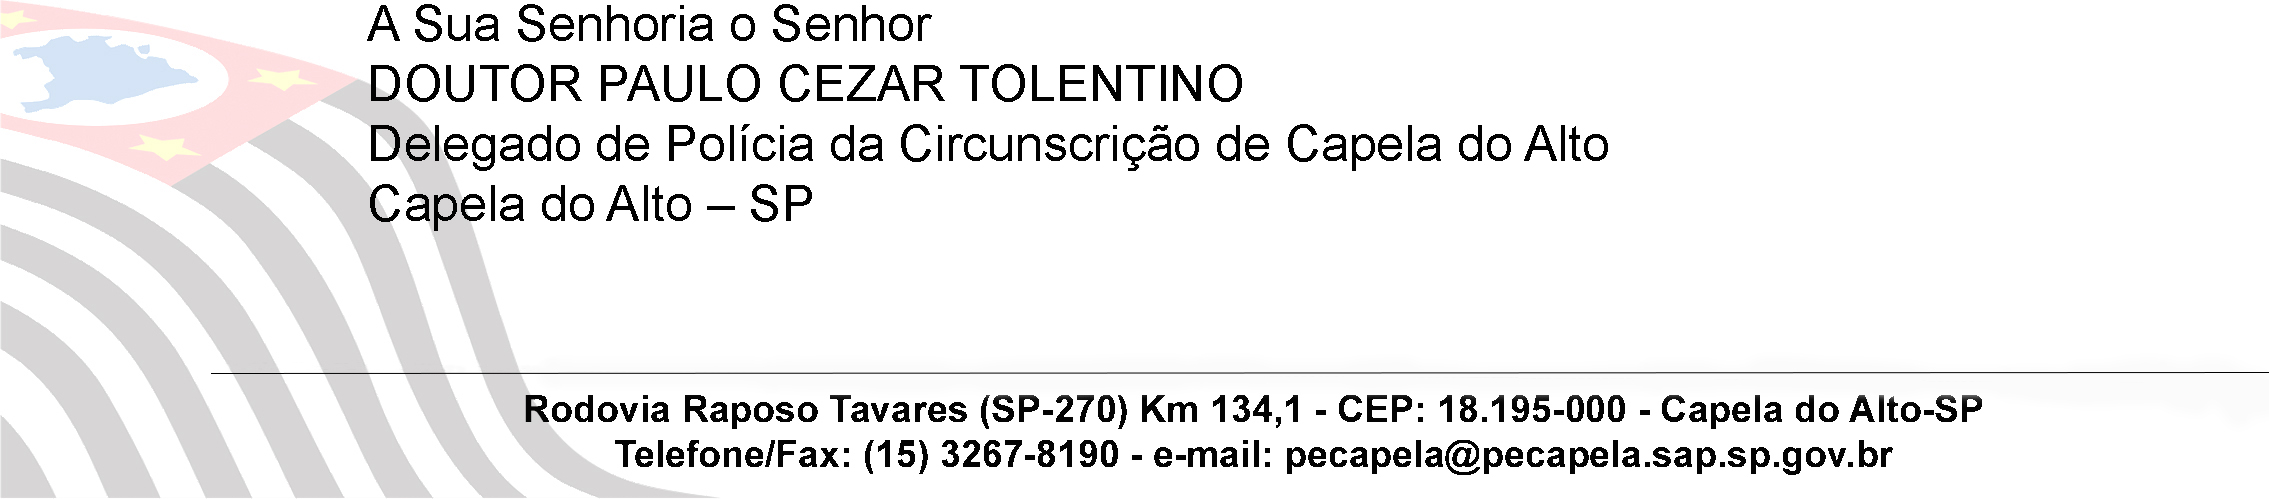 A Sua Senhoria o Senhor
DOUTOR PAULO CEZAR TOLENTINO
Delegado de Polícia da Circunscrição de Capela do Alto
Capela do Alto – SP
Rodovia Raposo Tavares (SP-270) Km 134,1 - CEP: 18.195-000 - Capela do Alto-SP
Telefone/Fax: (15) 3267-8190 - e-mail: pecapela@pecapela.sap.sp.gov.br